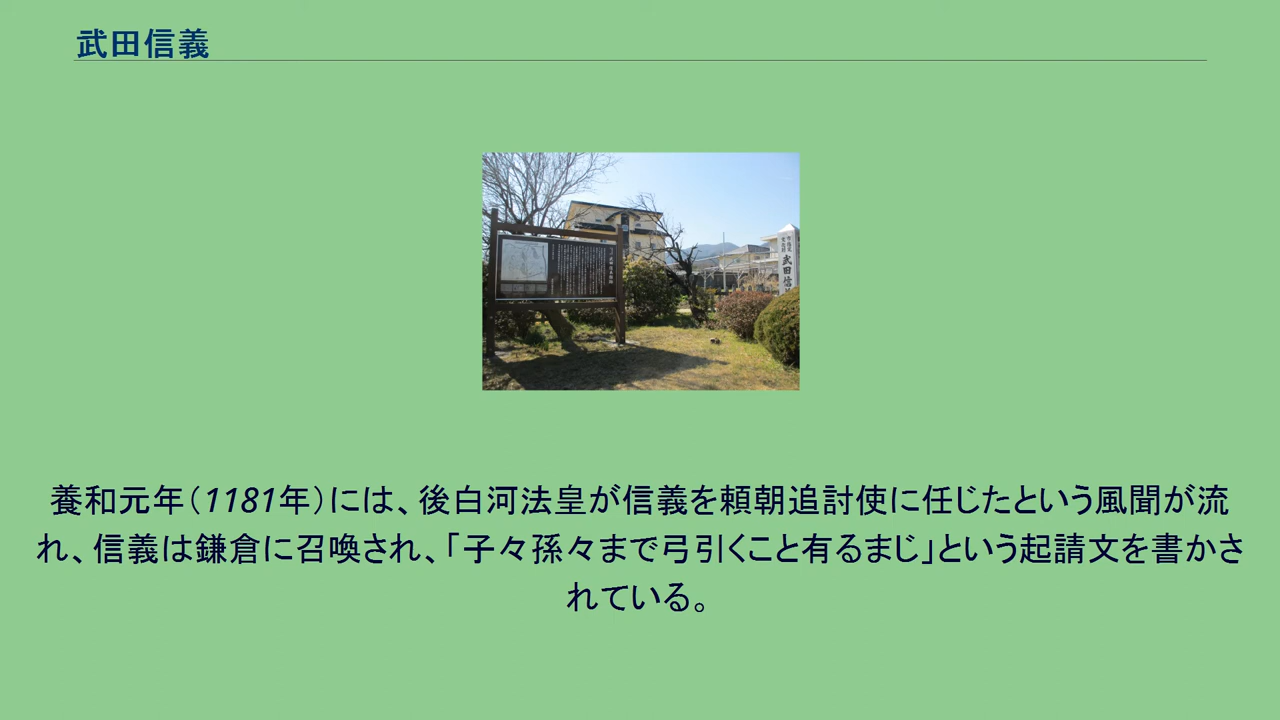 武田信義
武田信
養和元年（1181年）には、後白河法皇が信義を頼朝追討使に任じたという風聞が流
れ、信義は鎌倉に召喚され、「子々孫々まで弓引くこと有るまじ」という起請文を書かさ
れている。